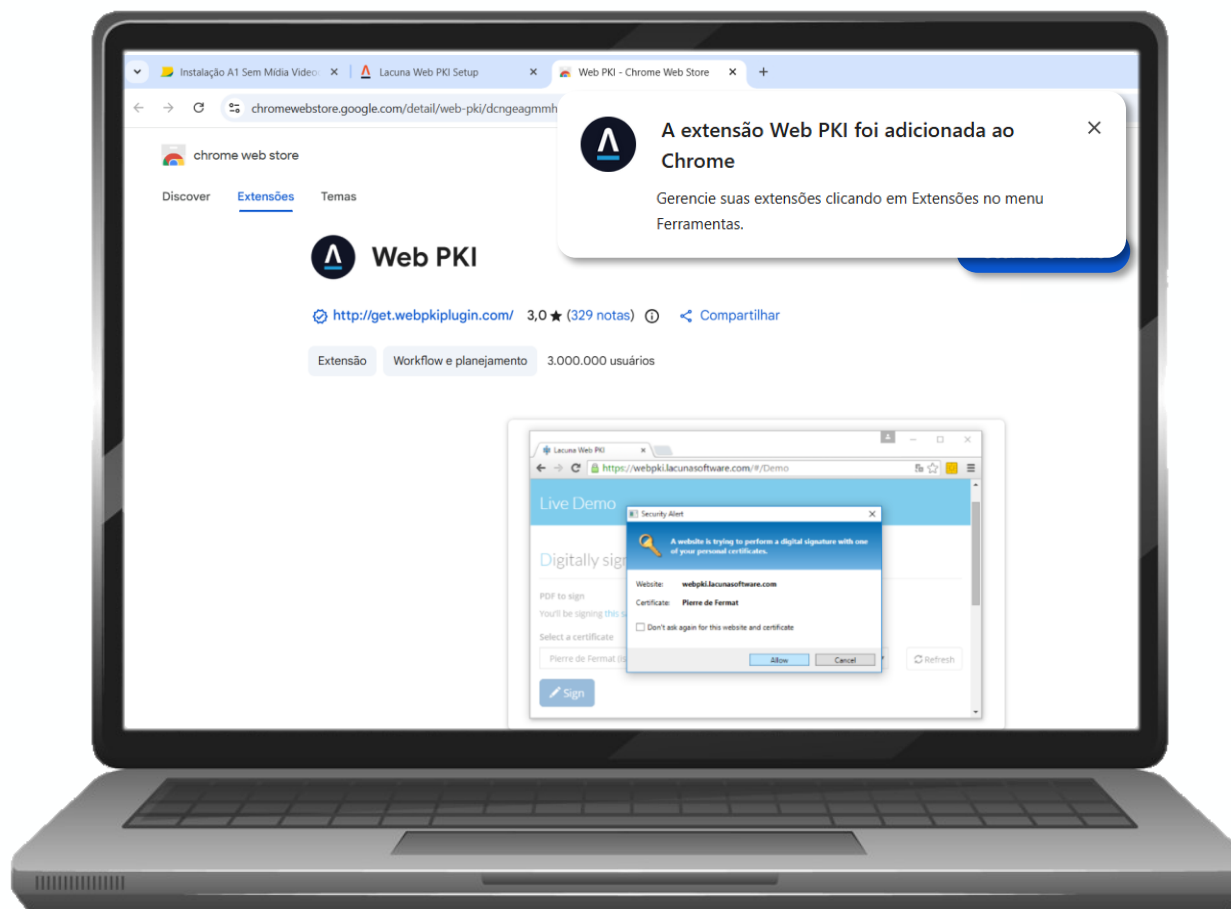 Instalação A1 Sem Mídia Video
Lacuna Web PKI Setup
Web PKI - Chrome Web Store
chromewebstore.google.com/detail/web-pki/dcngeagmmh
A extensão Web PKI foi adicionada ao
Chrome
Gerencie suas extensões clicando em Extensões no menu
Ferramentas.
chrome web store
Discover Extensões Temas
Web PKI
http://get.webpkiplugin.com/ 3,0 ★ (329 notas) Compartilhar
Extensão Workflow e planejamento 3.000.000 usuários
Lacuna Web PKI
https://webpki.lacunasoftware.com/#/Demo
Live Demo
Security Alert
A website is trying to perform a digital signature with one
of your personal certificates.
Digitally sign
Website: webpki.lacunasoftware.com
PDF to sign
Certificate: Pierre de Fermat
You'll be signing this
Don't ask again for this website and certificate
Select a certificate
Pierre de Fermat
Allow Cancel
Refresh
Sign